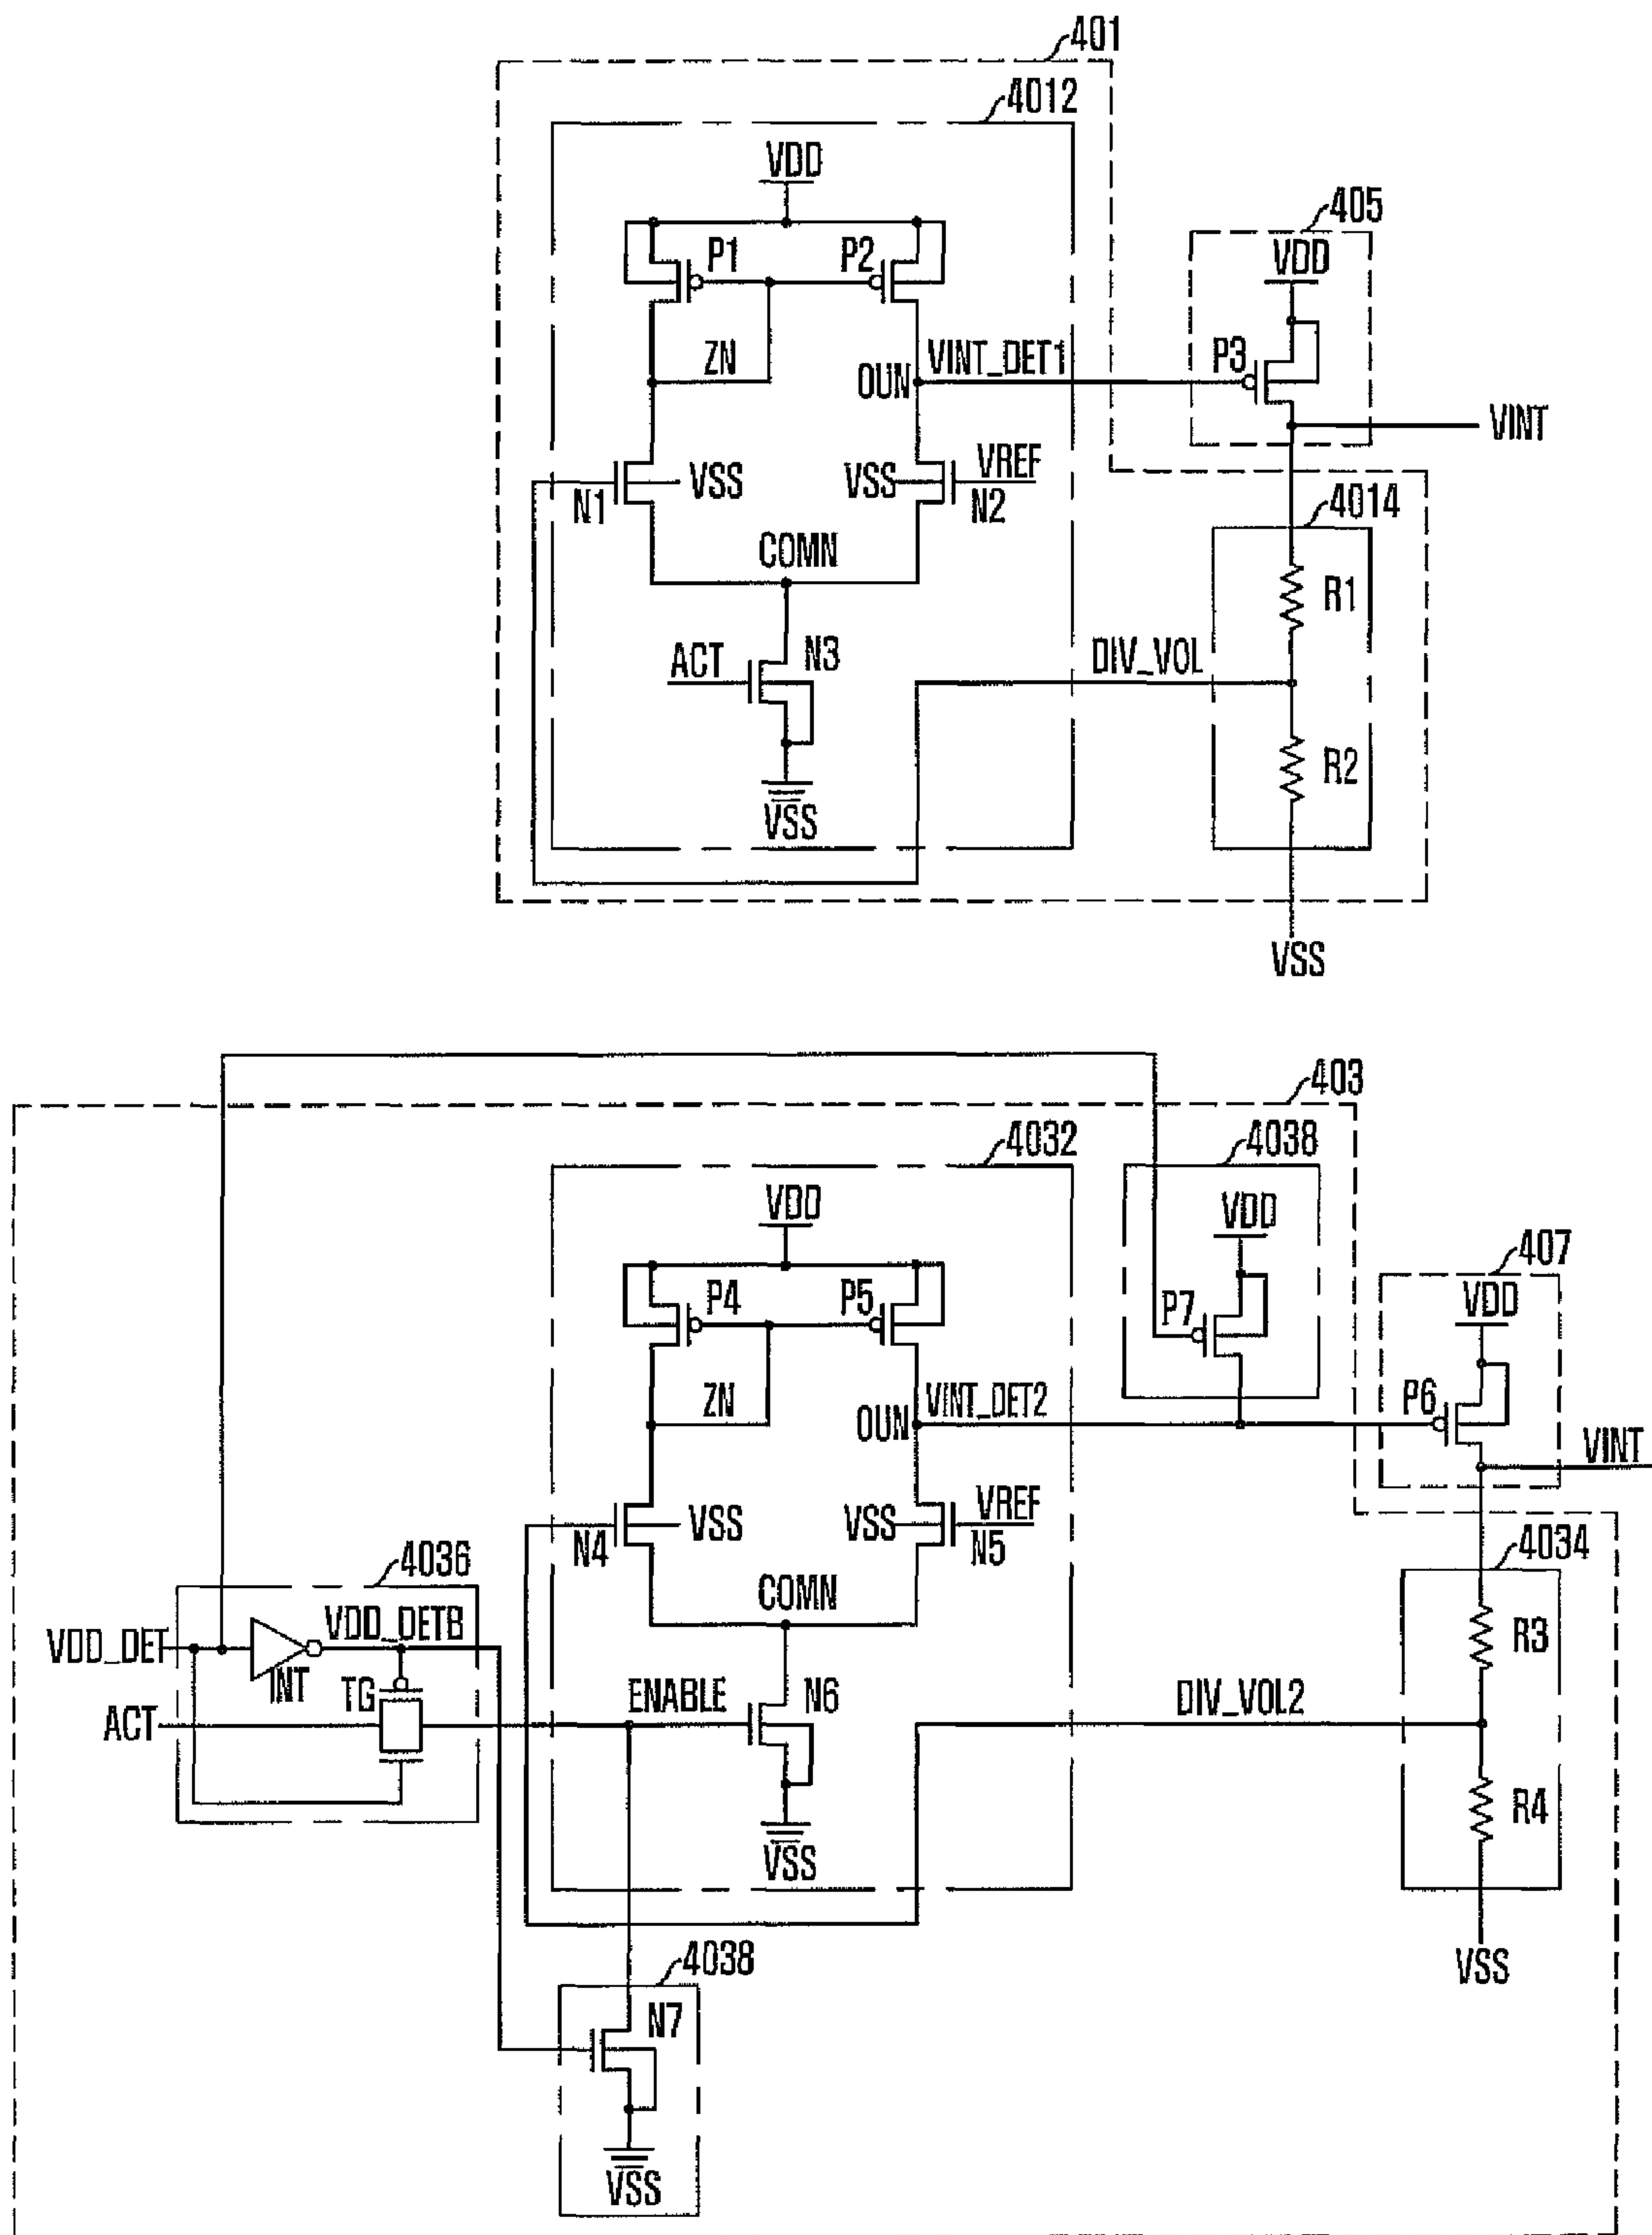 401
4012
VDD
405
P1
P2
VDD
ZN
OUN
VINT_DET1
P3
VINT
N1
VSS
VSS
VREF
N2
4014
COMN
R1
ACT
N3
DIV_VOL
R2
VSS
VSS
403
4032
4038
VDD
VDD
407
P4
P5
P7
VDD
ZN
OUN
VINT_DET2
P6
VINT
N4
VSS
VSS
VREF
N5
4034
4036
COMN
VDD_DET
VDD_DETB
INT
TG
R3
ACT
ENABLE
N6
DIV_VOL2
R4
VSS
VSS
4038
N7
VSS